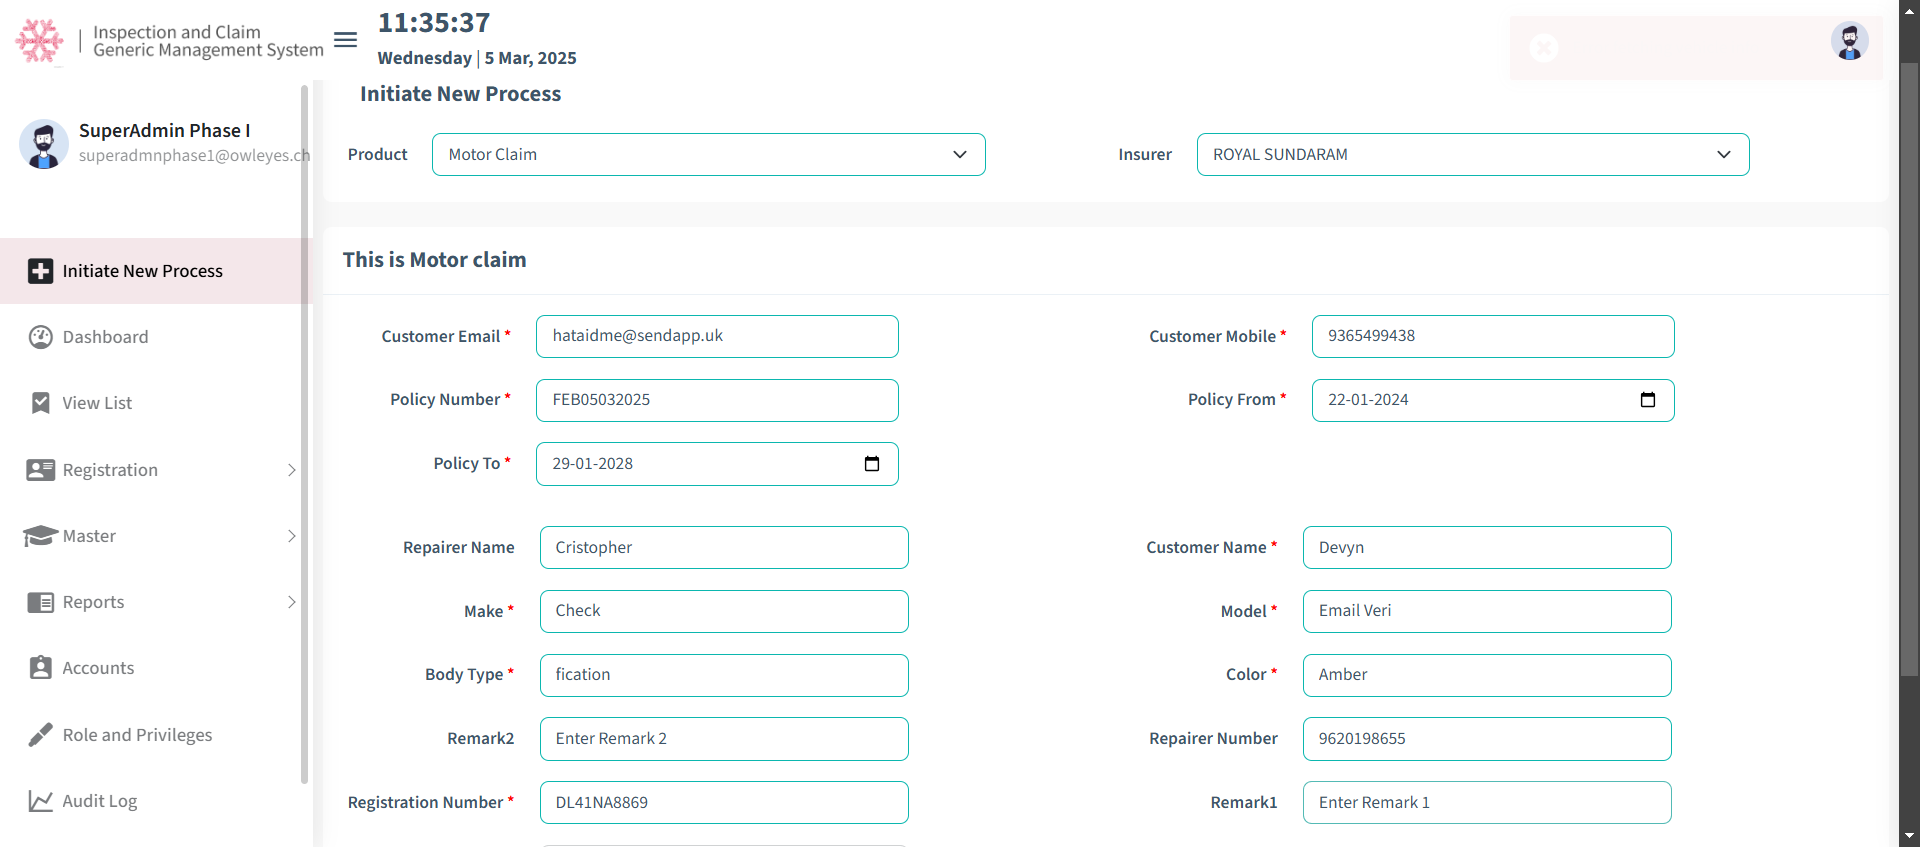 Inspection and Claim
Generic Management System
11:35:37
Wednesday | 5 Mar, 2025
SuperAdmin Phase I
superadmnphase1@owleyes.ch
Initiate New Process
Dashboard
View List
Registration
Master
Reports
Accounts
Role and Privileges
Audit Log
Initiate New Process
Product Motor Claim Insurer ROYAL SUNDARAM
This is Motor claim
Customer Email * hataidme@sendapp.uk Customer Mobile * 9365499438
Policy Number * FEB05032025 Policy From * 22-01-2024
Policy To * 29-01-2028
Repairer Name Cristopher Customer Name * Devyn
Make * Check Model * Email Veri
Body Type * fication Color * Amber
Remark2 Enter Remark 2 Repairer Number 9620198655
Registration Number * DL41NA8869 Remark1 Enter Remark 1